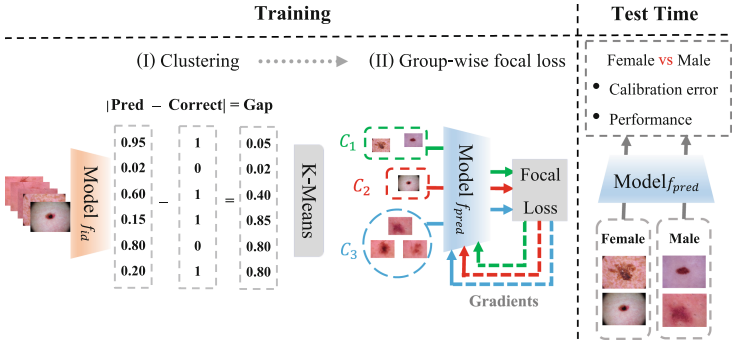 Training
Test Time
(I) Clustering
(II) Group-wise focal loss
|Pred − Correct| = Gap
0.95 1 0.05
0.02 0 0.02
0.60 1 0.40
0.15 − 1 = 0.85
0.80 0 0.80
0.20 1 0.80
Model fid
K-Means
C1
C2
C3
Model fpred
Focal
Loss
Gradients
Female vs Male
• Calibration error
• Performance
Modelfpred
Female Male